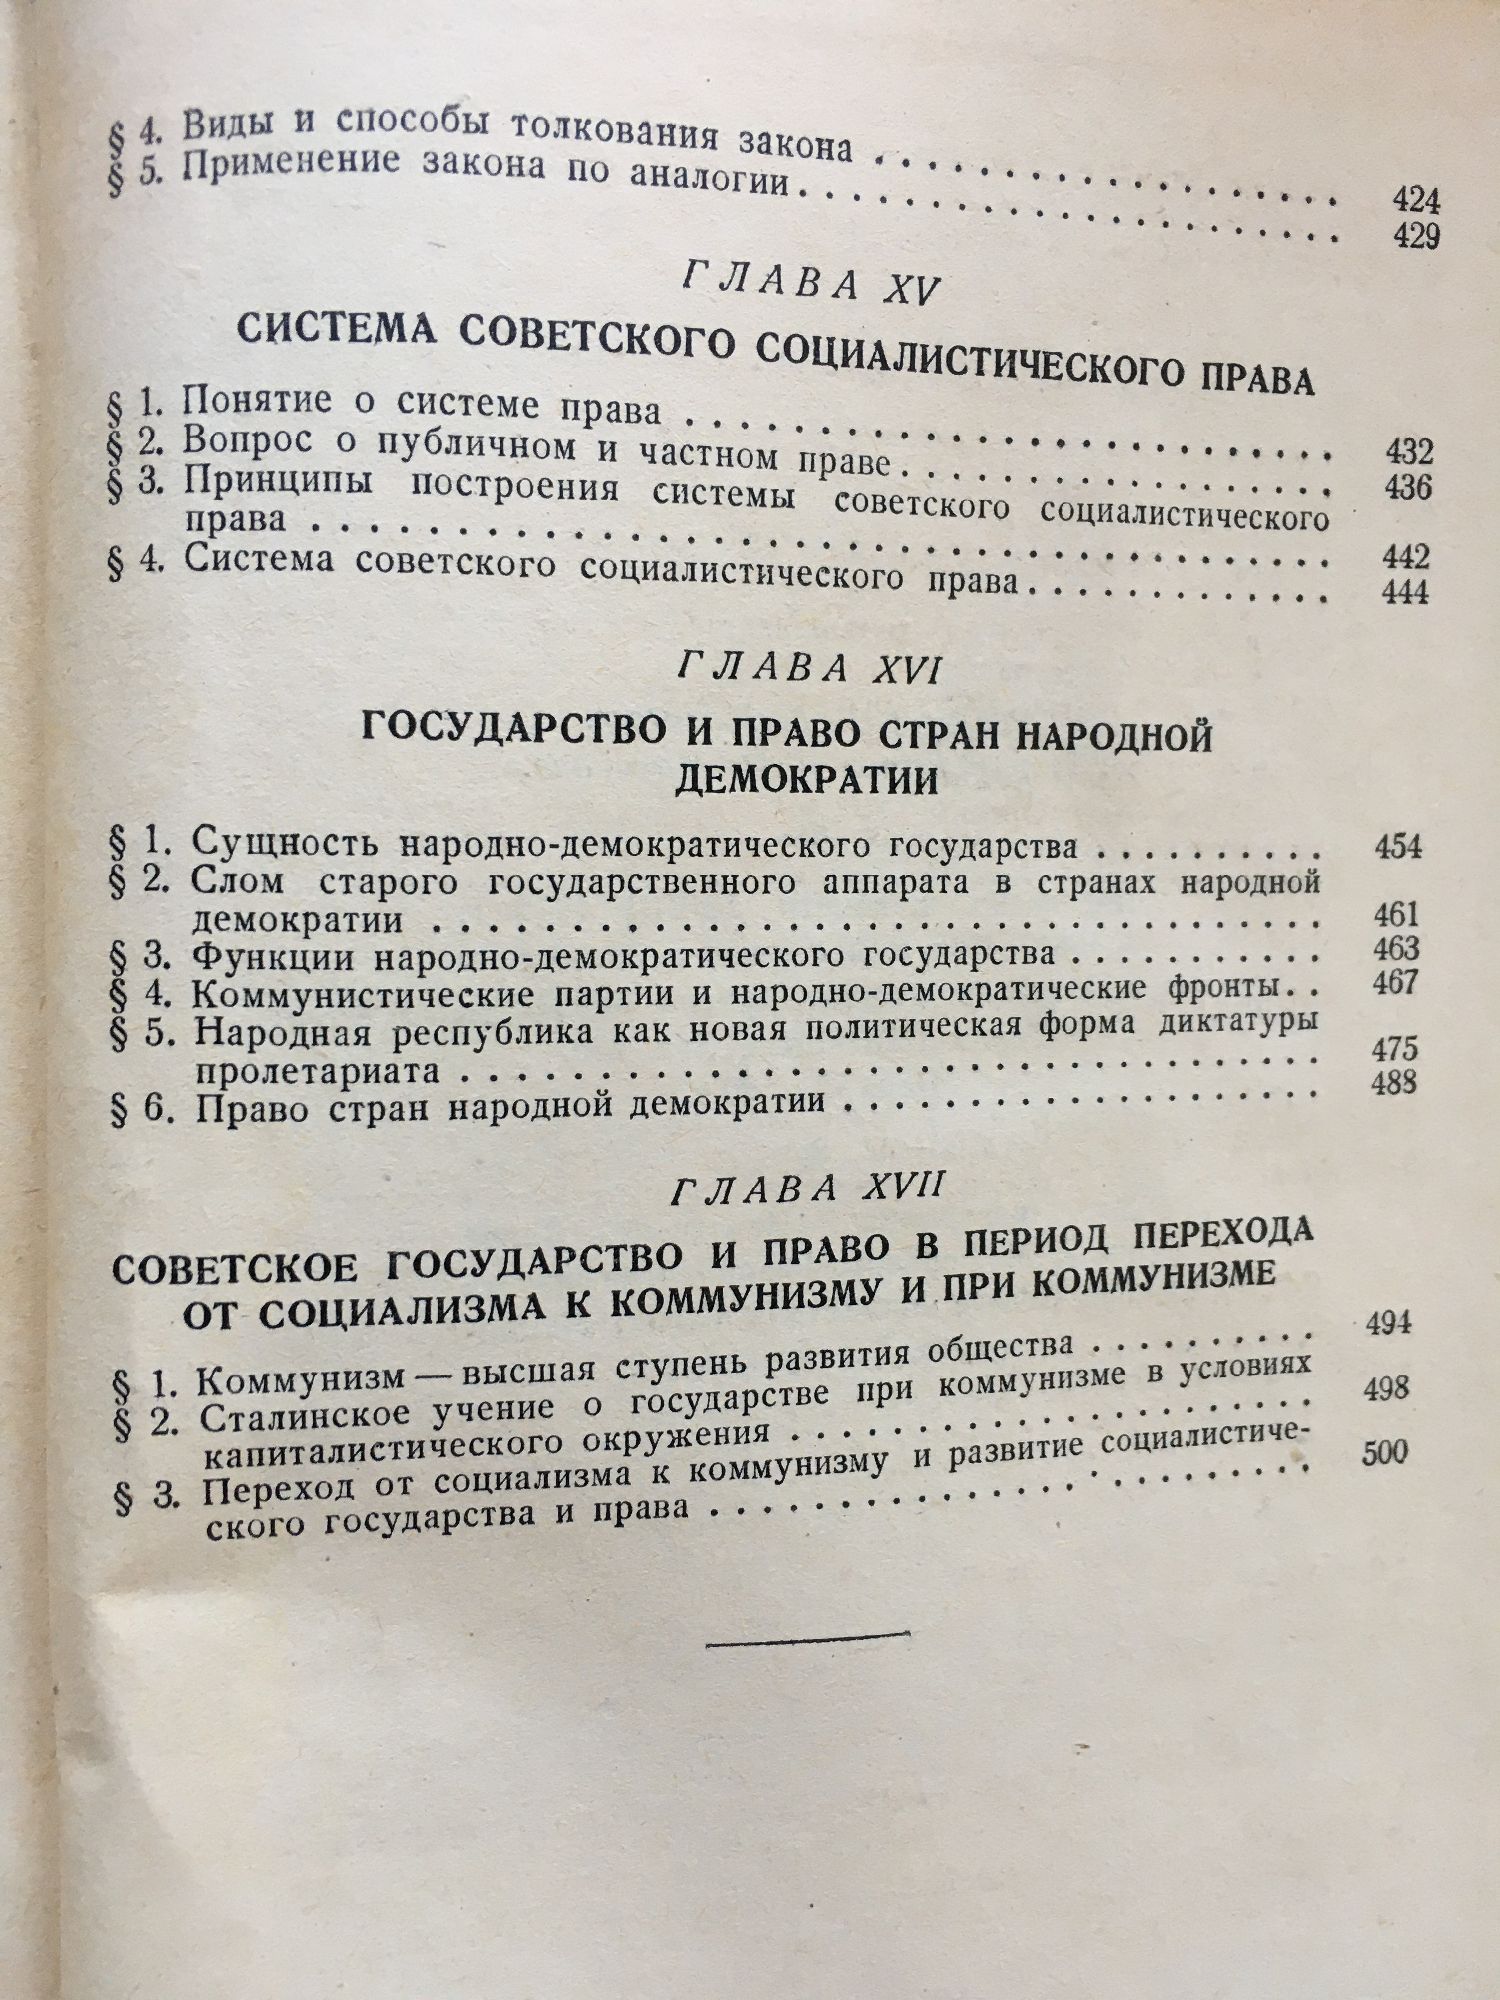 § 4. Виды и способы толкования закона . . . . . . . . . . . . . . . . . . 424
§ 5. Применение закона по аналогии . . . . . . . . . . . . . . . . . . . . . 429
ГЛАВА XV
СИСТЕМА СОВЕТСКОГО СОЦИАЛИСТИЧЕСКОГО ПРАВА
§ 1. Понятие о системе права . . . . . . . . . . . . . . . . . . . . . . . . 432
§ 2. Вопрос о публичном и частном праве . . . . . . . . . . . . . . . . . 436
§ 3. Принципы построения системы советского социалистического
права . . . . . . . . . . . . . . . . . . . . . . . . . . . . . . . . . . . 442
§ 4. Система советского социалистического права . . . . . . . . . . . . . 444
ГЛАВА XVI
ГОСУДАРСТВО И ПРАВО СТРАН НАРОДНОЙ
ДЕМОКРАТИИ
§ 1. Сущность народно-демократического государства . . . . . . . . . . 454
§ 2. Слом старого государственного аппарата в странах народной
демократии . . . . . . . . . . . . . . . . . . . . . . . . . . . . . . . 461
§ 3. Функции народно-демократического государства . . . . . . . . . . . 463
§ 4. Коммунистические партии и народно-демократические фронты . . 467
§ 5. Народная республика как новая политическая форма диктатуры
пролетариата . . . . . . . . . . . . . . . . . . . . . . . . . . . . . . 475
§ 6. Право стран народной демократии . . . . . . . . . . . . . . . . . . . 488
ГЛАВА XVII
СОВЕТСКОЕ ГОСУДАРСТВО И ПРАВО В ПЕРИОД ПЕРЕХОДА
ОТ СОЦИАЛИЗМА К КОММУНИЗМУ И ПРИ КОММУНИЗМЕ
§ 1. Коммунизм — высшая ступень развития общества . . . . . . . . . . 494
§ 2. Сталинское учение о государстве при коммунизме в условиях
капиталистического окружения . . . . . . . . . . . . . . . . . . . . 498
§ 3. Переход от социализма к коммунизму и развитие социалистиче-
ского государства и права . . . . . . . . . . . . . . . . . . . . . . . 500